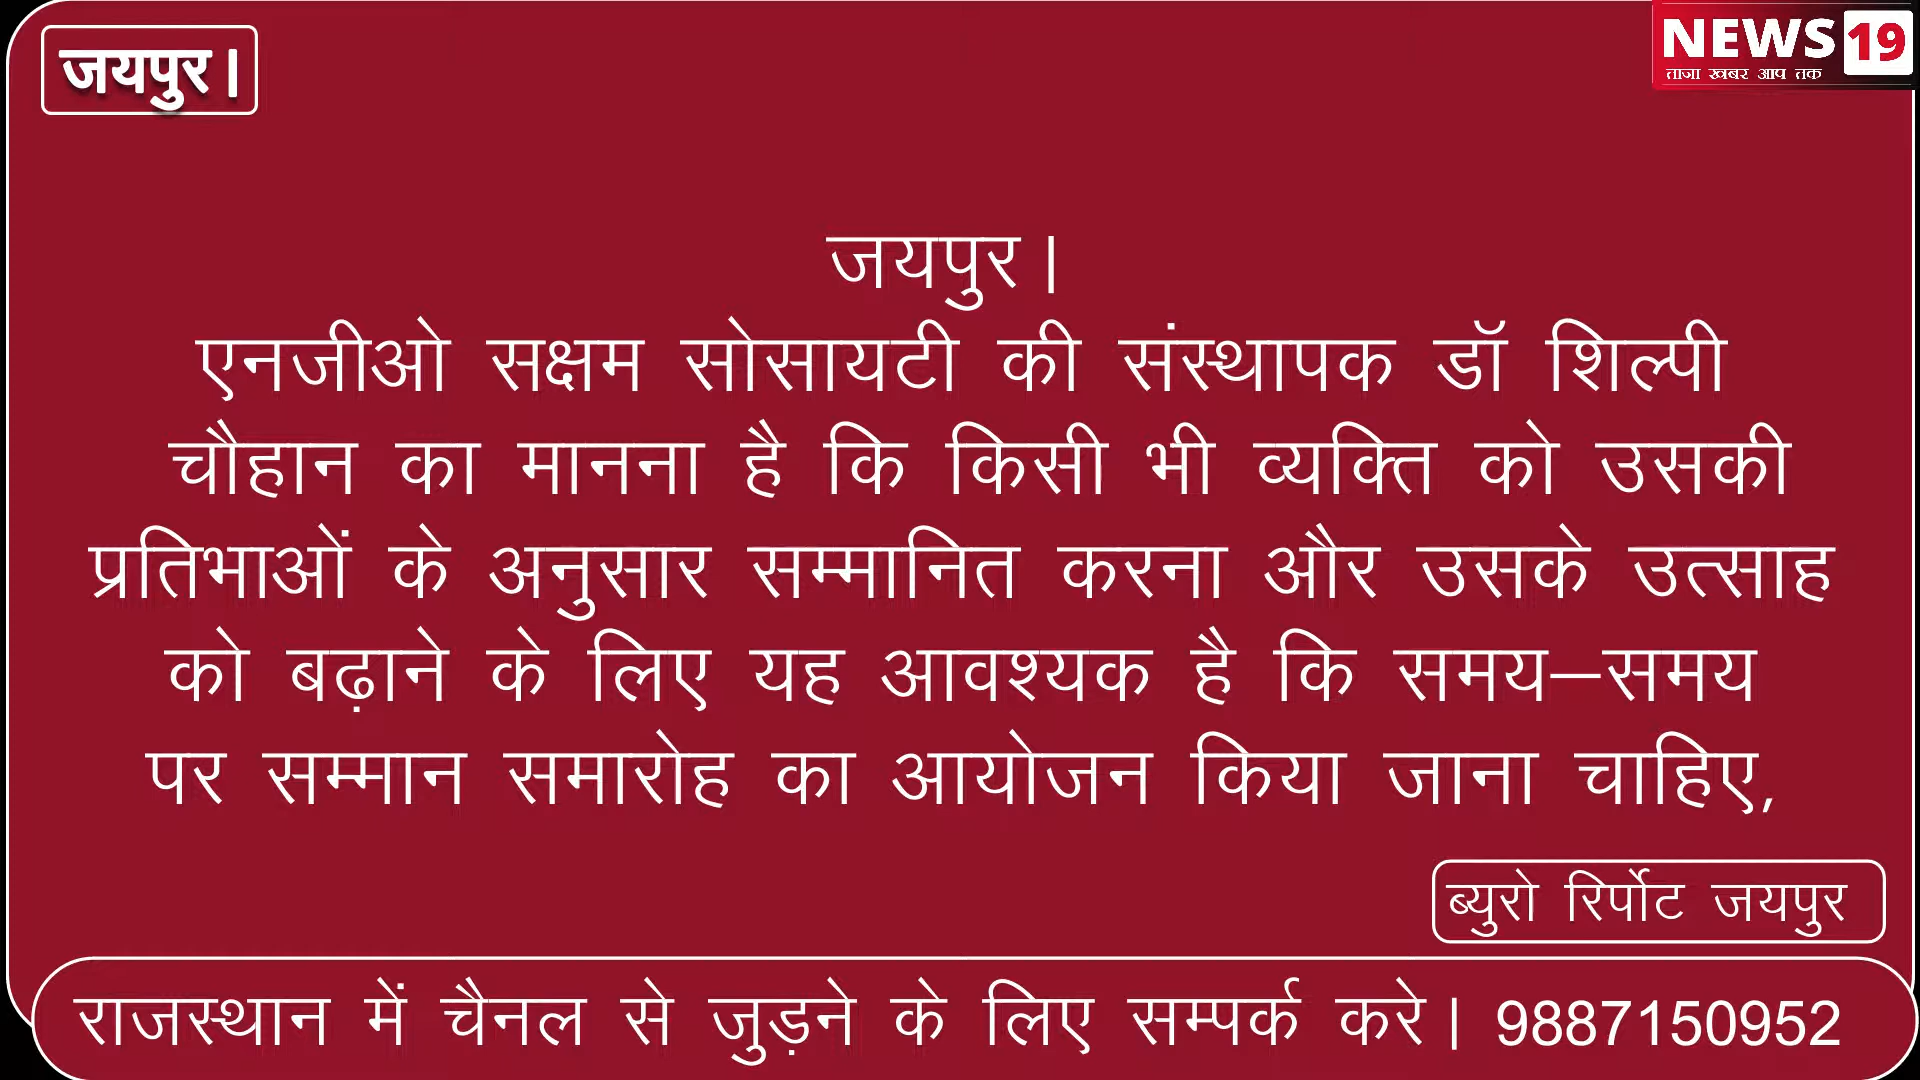 जयपुर।
NEWS 19
ताजा खबर आप तक
जयपुर।
एनजीओ सक्षम सोसायटी की संस्थापक डॉ शिल्पी
चौहान का मानना है कि किसी भी व्यक्ति को उसकी
प्रतिभाओं के अनुसार सम्मानित करना और उसके उत्साह
को बढ़ाने के लिए यह आवश्यक है कि समय–समय
पर सम्मान समारोह का आयोजन किया जाना चाहिए,
ब्युरो रिर्पोट जयपुर
राजस्थान में चैनल से जुड़ने के लिए सम्पर्क करे। 9887150952